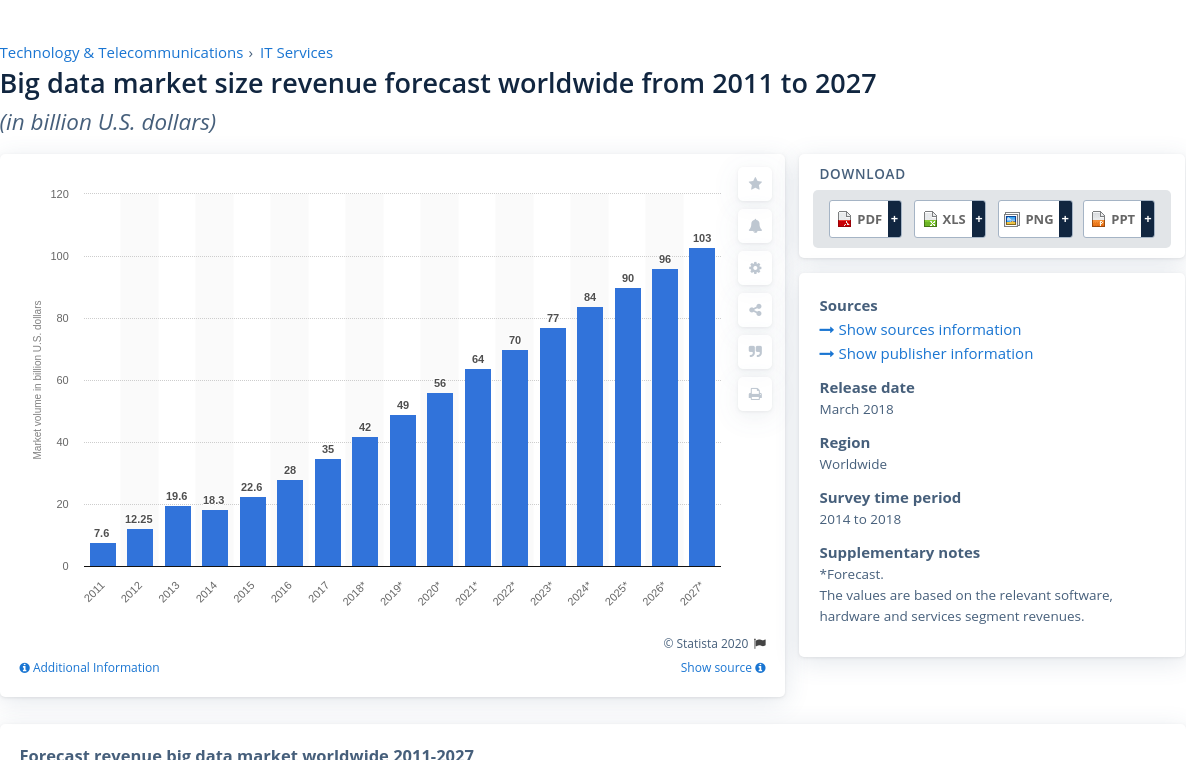 Technology & Telecommunications › IT Services
Big data market size revenue forecast worldwide from 2011 to 2027
(in billion U.S. dollars)
Market volume in billion U.S. dollars
120
100
80
60
40
20
0
7.6
12.25
19.6
18.3
22.6
28
35
42
49
56
64
70
77
84
90
96
103
2011
2012
2013
2014
2015
2016
2017
2018*
2019*
2020*
2021*
2022*
2023*
2024*
2025*
2026*
2027*
© Statista 2020
Additional Information
Show source
DOWNLOAD
PDF +
XLS +
PNG +
PPT +
Sources
Show sources information
Show publisher information
Release date
March 2018
Region
Worldwide
Survey time period
2014 to 2018
Supplementary notes
*Forecast.
The values are based on the relevant software,
hardware and services segment revenues.
Forecast revenue big data market worldwide 2011-2027